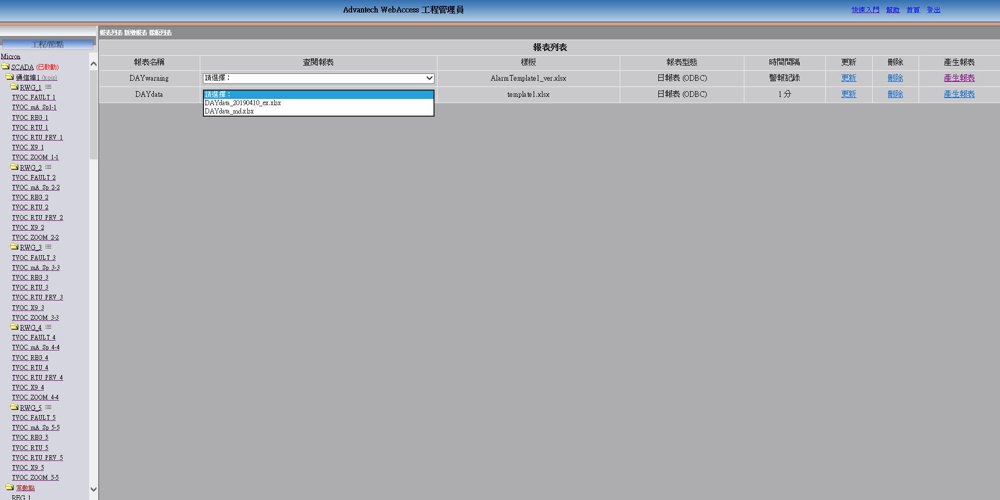 Advantech WebAccess 工程管理員
快速入門 幫助 首頁 登出
報表列表 新增報表 樣板列表
工程/節點
報表列表
報表名稱 查閱報表 樣板 報表型態 時間間隔 更新 刪除 產生報表
DAYwarning 請選擇： AlarmTemplate1_ver.xlsx 日報表 (ODBC) 警報記錄 更新 刪除 產生報表
DAYdata 請選擇： template1.xlsx 日報表 (ODBC) 1 分 更新 刪除 產生報表
DAYdata_20190410_ex.xlsx
DAYdata_md.xlsx
Micron
SCADA (已啟動)
通信埠1 (tcpip)
RWG_1
TVOC_FAULT_1
TVOC_mA_Sp1-1
TVOC_REG_1
TVOC_RTU_1
TVOC_RTU_PRV_1
TVOC_X9_1
TVOC_ZOOM_1-1
RWG_2
TVOC_FAULT_2
TVOC_mA_Sp_2-2
TVOC_REG_2
TVOC_RTU_2
TVOC_RTU_PRV_2
TVOC_X9_2
TVOC_ZOOM_2-2
RWG_3
TVOC_FAULT_3
TVOC_mA_Sp_3-3
TVOC_REG_3
TVOC_RTU_3
TVOC_RTU_PRV_3
TVOC_X9_3
TVOC_ZOOM_3-3
RWG_4
TVOC_FAULT_4
TVOC_mA_Sp_4-4
TVOC_REG_4
TVOC_RTU_4
TVOC_RTU_PRV_4
TVOC_X9_4
TVOC_ZOOM_4-4
RWG_5
TVOC_FAULT_5
TVOC_mA_Sp_5-5
TVOC_REG_5
TVOC_RTU_5
TVOC_RTU_PRV_5
TVOC_X9_5
TVOC_ZOOM_5-5
常數點
REG_1